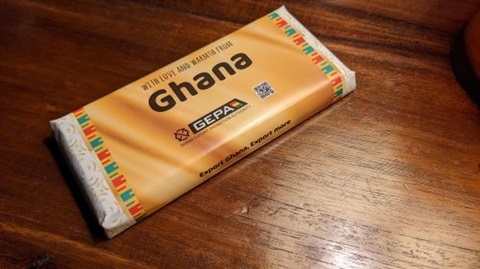 WITH LOVE AND WARMTH FROM
Ghana
GEPA
Export Ghana, Export more